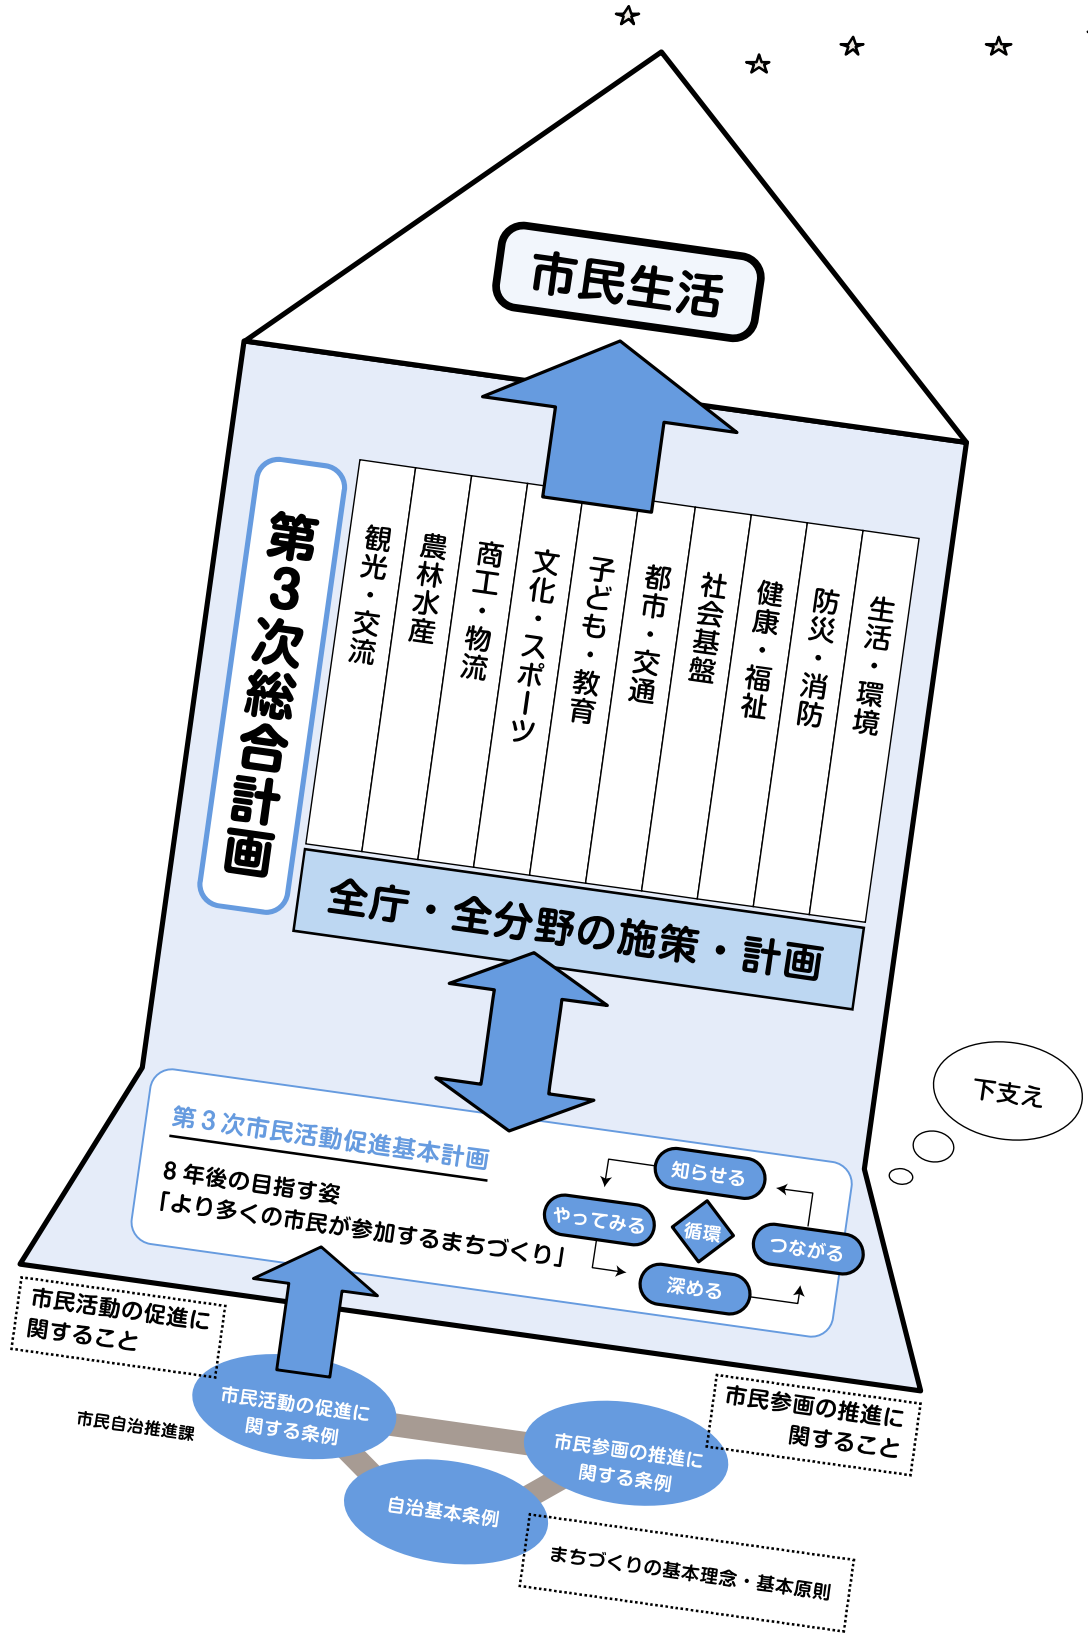 市民生活
第3次総合計画
観光・交流
農林水産
商工・物流
文化・スポーツ
子ども・教育
都市・交通
社会基盤
健康・福祉
防災・消防
生活・環境
全庁・全分野の施策・計画
下支え
第3次市民活動促進基本計画
8年後の目指す姿
「より多くの市民が参加するまちづくり」
知らせる
やってみる
循環
つながる
深める
市民活動の促進に
関すること
市民活動の促進に
関する条例
市民自治推進課
市民参画の推進に
関すること
市民参画の推進に
関する条例
自治基本条例
まちづくりの基本理念・基本原則